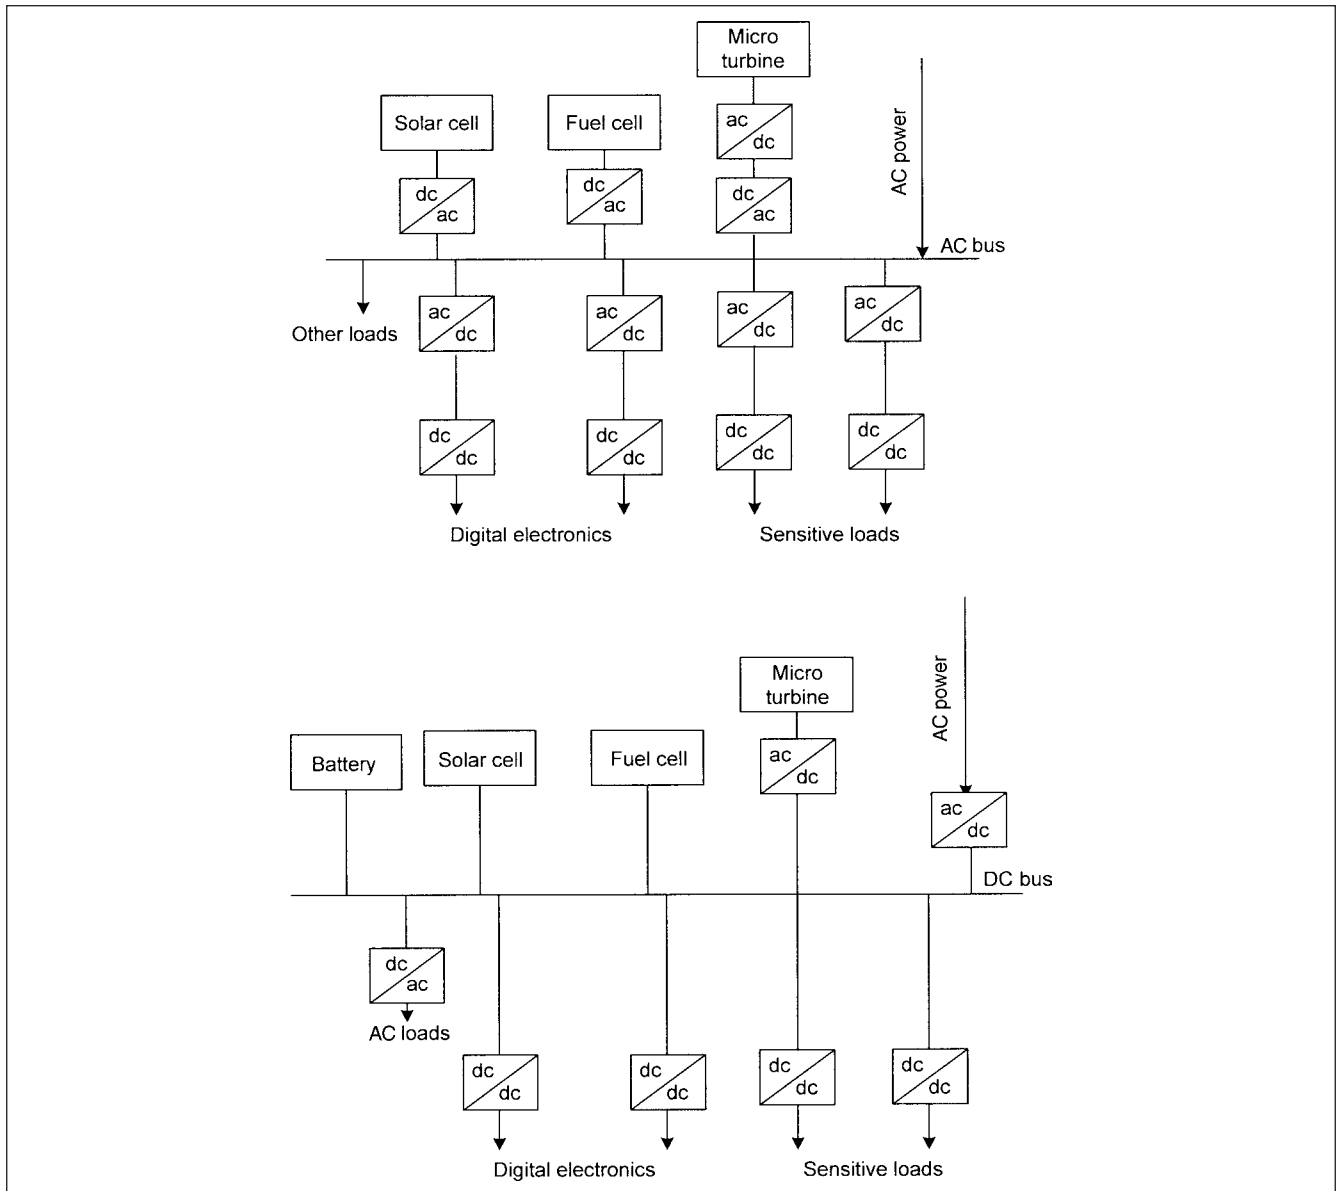 Micro
turbine
Solar cell
Fuel cell
ac
dc
AC power
dc
ac
dc
ac
dc
ac
AC bus
ac
dc
ac
dc
ac
dc
ac
dc
Other loads
dc
dc
dc
dc
dc
dc
dc
dc
Digital electronics
Sensitive loads
Micro
turbine
AC power
Battery
Solar cell
Fuel cell
ac
dc
ac
dc
DC bus
dc
ac
AC loads
dc
dc
dc
dc
dc
dc
dc
dc
Digital electronics
Sensitive loads